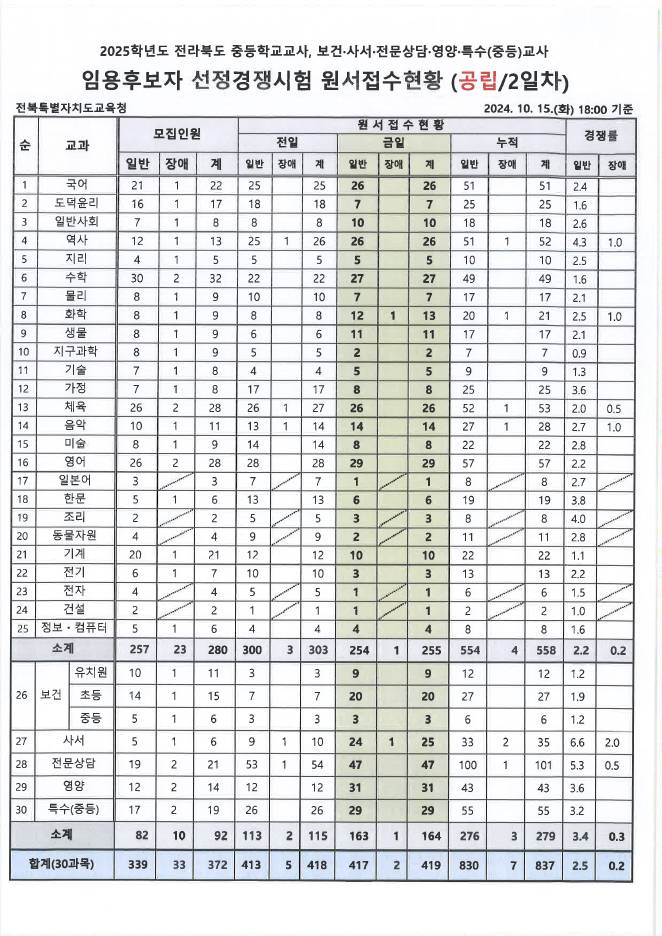 2025학년도 전라북도 중등학교교사, 보건·사서·전문상담·영양·특수(중등)교사
임용후보자 선정경쟁시험 원서접수현황 (공립/2일차)
전북특별자치도교육청 2024. 10. 15.(화) 18:00 기준
순 교과 모집인원 원서접수현황 경쟁률
전일 금일 누적
일반 장애 계 일반 장애 계 일반 장애 계 일반 장애 계 일반 장애
1 국어 21 1 22 25 25 26 26 51 51 2.4
2 도덕윤리 16 1 17 18 18 7 7 25 25 1.6
3 일반사회 7 1 8 8 8 10 10 18 18 2.6
4 역사 12 1 13 25 1 26 26 26 51 1 52 4.3 1.0
5 지리 4 1 5 5 5 5 5 10 10 2.5
6 수학 30 2 32 22 22 27 27 49 49 1.6
7 물리 8 1 9 10 10 7 7 17 17 2.1
8 화학 8 1 9 8 8 12 1 13 20 1 21 2.5 1.0
9 생물 8 1 9 6 6 11 11 17 17 2.1
10 지구과학 8 1 9 5 5 2 2 7 7 0.9
11 기술 7 1 8 4 4 5 5 9 9 1.3
12 가정 7 1 8 17 17 8 8 25 25 3.6
13 체육 26 2 28 26 1 27 26 26 52 1 53 2.0 0.5
14 음악 10 1 11 13 1 14 14 14 27 1 28 2.7 1.0
15 미술 8 1 9 14 14 8 8 22 22 2.8
16 영어 26 2 28 28 28 29 29 57 57 2.2
17 일본어 3 3 7 7 1 1 8 8 2.7
18 한문 5 1 6 13 13 6 6 19 19 3.8
19 조리 2 2 5 5 3 3 8 8 4.0
20 동물자원 4 4 9 9 2 2 11 11 2.8
21 기계 20 1 21 12 12 10 10 22 22 1.1
22 전기 6 1 7 10 10 3 3 13 13 2.2
23 전자 4 4 5 5 1 1 6 6 1.5
24 건설 2 2 1 1 1 1 2 2 1.0
25 정보·컴퓨터 5 1 6 4 4 4 4 8 8 1.6
소계 257 23 280 300 3 303 254 1 255 554 4 558 2.2 0.2
26 보건 유치원 10 1 11 3 3 9 9 12 12 1.2
초등 14 1 15 7 7 20 20 27 27 1.9
중등 5 1 6 3 3 3 3 6 6 1.2
27 사서 5 1 6 9 1 10 24 1 25 33 2 35 6.6 2.0
28 전문상담 19 2 21 53 1 54 47 47 100 1 101 5.3 0.5
29 영양 12 2 14 12 12 31 31 43 43 3.6
30 특수(중등) 17 2 19 26 26 29 29 55 55 3.2
소계 82 10 92 113 2 115 163 1 164 276 3 279 3.4 0.3
합계(30과목) 339 33 372 413 5 418 417 2 419 830 7 837 2.5 0.2